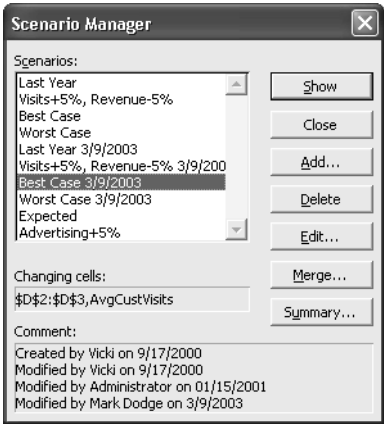 Scenario Manager
Scenarios:
Last Year
Visits+5%, Revenue-5%
Best Case
Worst Case
Last Year 3/9/2003
Visits+5%, Revenue-5% 3/9/200
Best Case 3/9/2003
Worst Case 3/9/2003
Expected
Advertising+5%
Show
Close
Add...
Delete
Edit...
Merge...
Summary...
Changing cells:
$D$2:$D$3,AvgCustVisits
Comment:
Created by Vicki on 9/17/2000
Modified by Vicki on 9/17/2000
Modified by Administrator on 01/15/2001
Modified by Mark Dodge on 3/9/2003